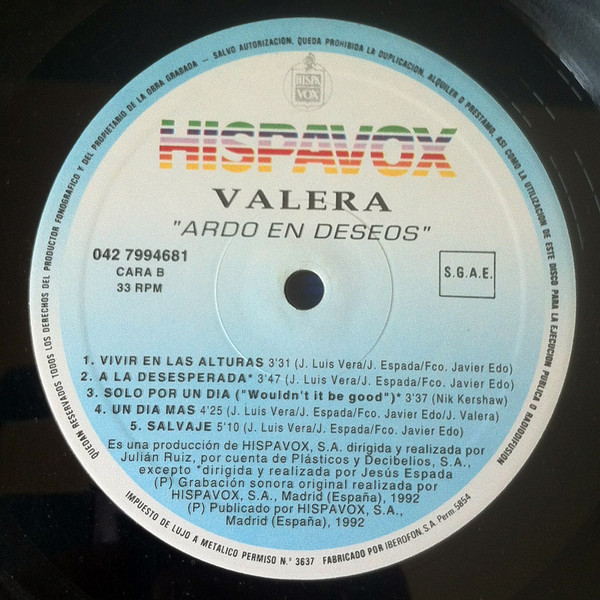 QUEDAN RESERVADOS TODOS LOS DERECHOS DEL PRODUCTOR FONOGRAFICO Y DEL PROPIETARIO DE LA OBRA GRABADA – SALVO AUTORIZACION, QUEDA PROHIBIDA LA DUPLICACION, ALQUILER O PRESTAMO, ASI COMO LA UTILIZACION DE ESTE DISCO PARA LA EJECUCION PUBLICA O RADIODIFUSION
HISPA
VOX
HISPAVOX
VALERA
"ARDO EN DESEOS"
042 7994681
CARA B
33 RPM
S.G.A.E.
1. VIVIR EN LAS ALTURAS 3'31 (J. Luis Vera/J. Espada/Fco. Javier Edo)
2. A LA DESESPERADA* 3'47 (J. Luis Vera/J. Espada/Fco. Javier Edo)
3. SOLO POR UN DIA ("Wouldn't it be good")* 3'37 (Nik Kershaw)
4. UN DIA MAS 4'25 (J. Luis Vera/J. Espada/Fco. Javier Edo/J. Valera)
5. SALVAJE 5'10 (J. Luis Vera/J. Espada/Fco. Javier Edo)
Es una producción de HISPAVOX, S.A. dirigida y realizada por
Julián Ruiz, por cuenta de Plásticos y Decibelios, S.A.,
excepto *dirigida y realizada por Jesús Espada
(P) Grabación sonora original realizada por
HISPAVOX, S.A., Madrid (España), 1992
(P) Publicado por HISPAVOX, S.A.,
Madrid (España), 1992
IMPUESTO DE LUJO A METALICO PERMISO N.° 3637 FABRICADO POR IBEROFON, S.A. Perm. 5854